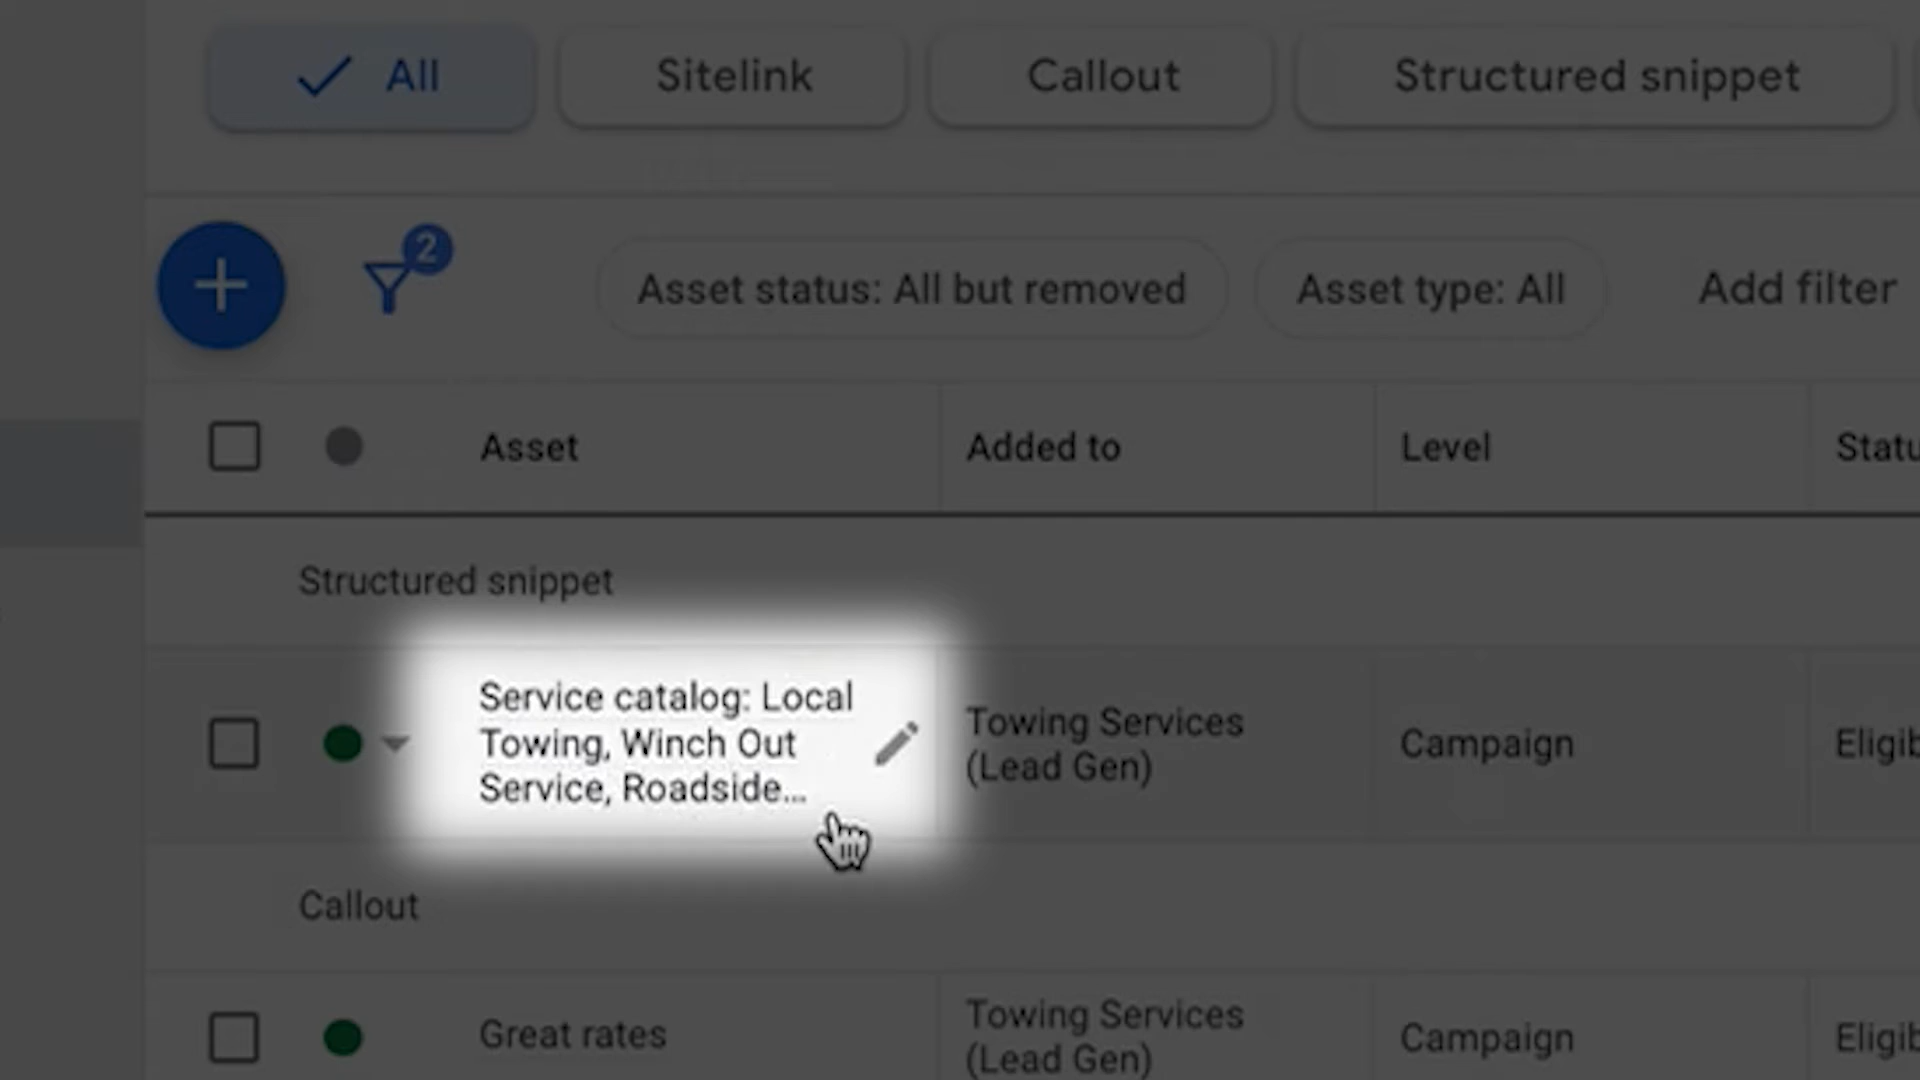 All
Sitelink
Callout
Structured snippet
2
Asset status: All but removed
Asset type: All
Add filter
Asset
Added to
Level
Statu
Structured snippet
Service catalog: Local
Towing, Winch Out
Service, Roadside...
Towing Services
(Lead Gen)
Campaign
Eligib
Callout
Great rates
Towing Services
(Lead Gen)
Campaign
Eligib